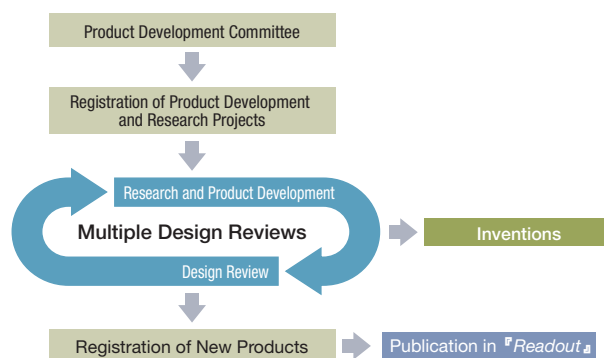 Product Development Committee
Registration of Product Development
and Research Projects
Research and Product Development
Multiple Design Reviews
Inventions
Design Review
Registration of New Products
Publication in『Readout』